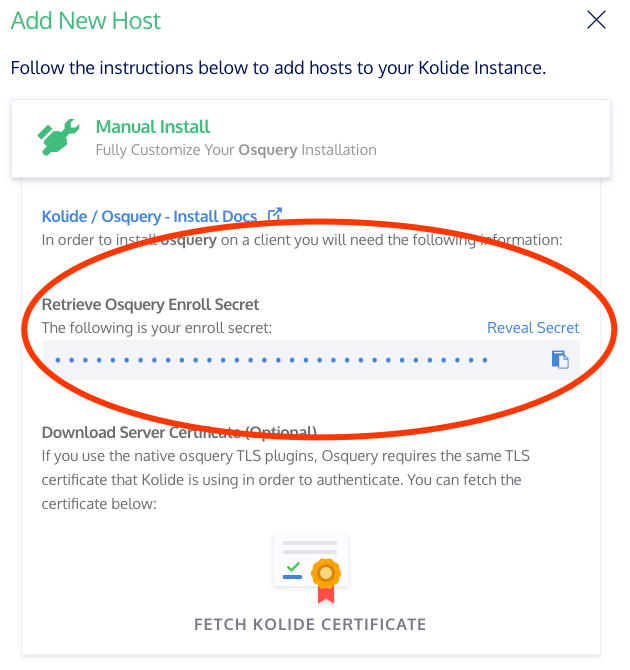 Add New Host
Follow the instructions below to add hosts to your Kolide Instance.
Manual Install
Fully Customize Your Osquery Installation
Kolide / Osquery - Install Docs
In order to install osquery on a client you will need the following information:
Retrieve Osquery Enroll Secret
The following is your enroll secret:
Reveal Secret
Download Server Certificate (Optional)
If you use the native osquery TLS plugins, Osquery requires the same TLS
certificate that Kolide is using in order to authenticate. You can fetch the
certificate below:
FETCH KOLIDE CERTIFICATE